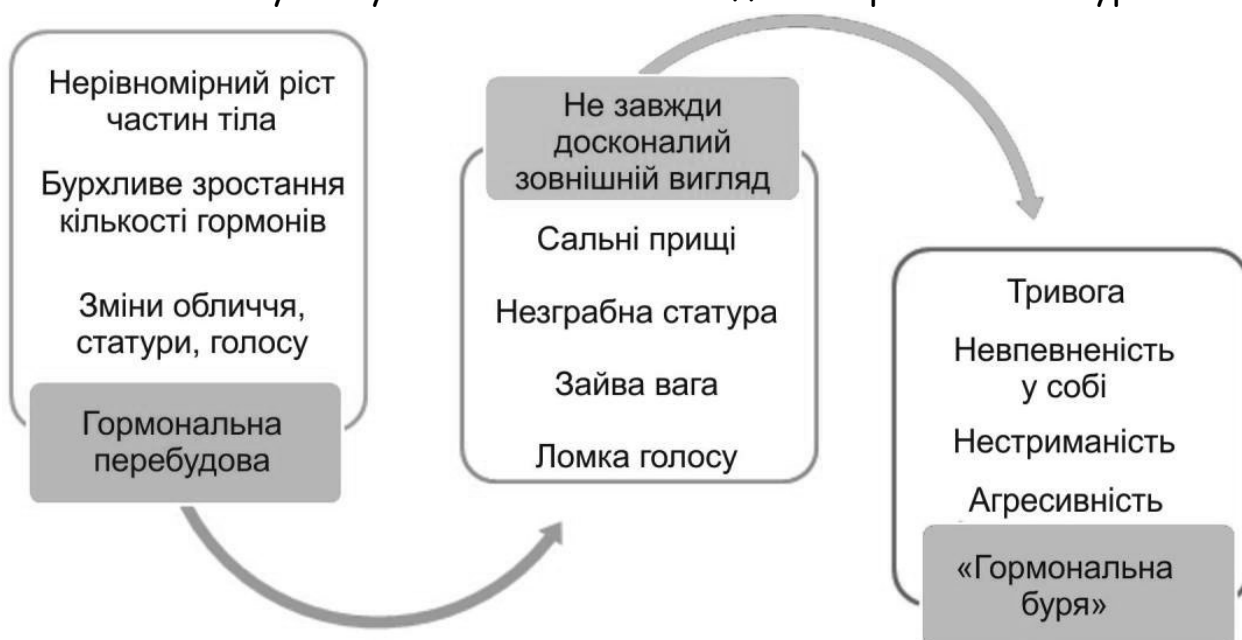 Нерівномірний ріст
частин тіла
Бурхливе зростання
кількості гормонів
Зміни обличчя,
статури, голосу
Гормональна
перебудова
Не завжди
досконалий
зовнішній вигляд
Сальні прищі
Незграбна статура
Зайва вага
Ломка голосу
Тривога
Невпевненість
у собі
Нестриманість
Агресивність
«Гормональна
буря»